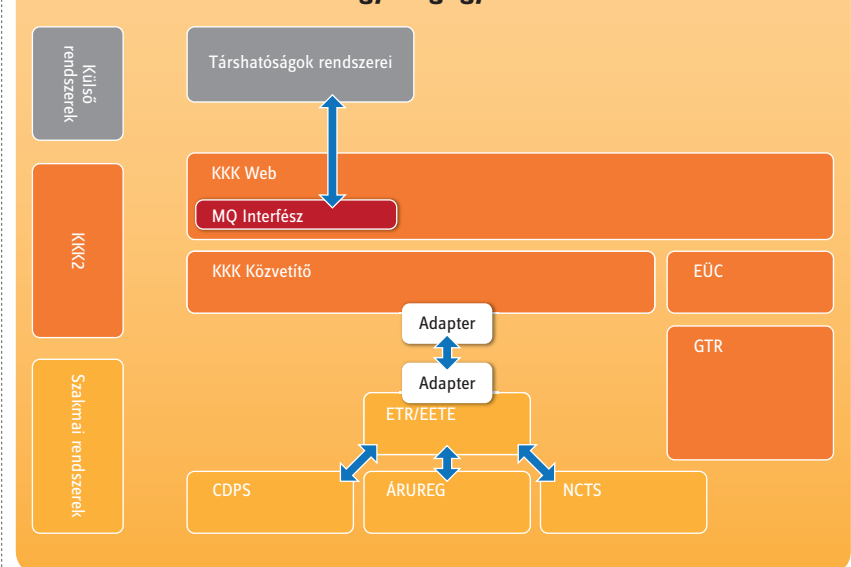 Külső
rendszerek
Társhatóságok rendszerei
KKK2
KKK Web
MQ Interfész
KKK Közvetítő
EÜC
Adapter
GTR
Adapter
Szakmai rendszerek
ETR/EETE
CDPS
ÁRUREG
NCTS